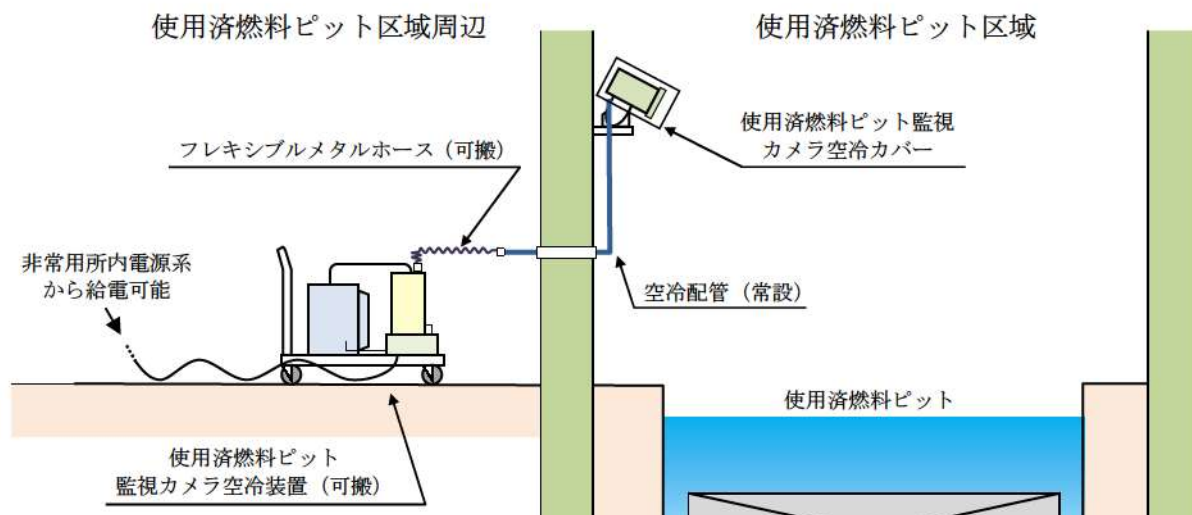 使用済燃料ピット区域周辺
使用済燃料ピット区域
使用済燃料ピット監視
カメラ空冷カバー
フレキシブルメタルホース（可搬）
非常用所内電源系
から給電可能
空冷配管（常設）
使用済燃料ピット
使用済燃料ピット
監視カメラ空冷装置（可搬）